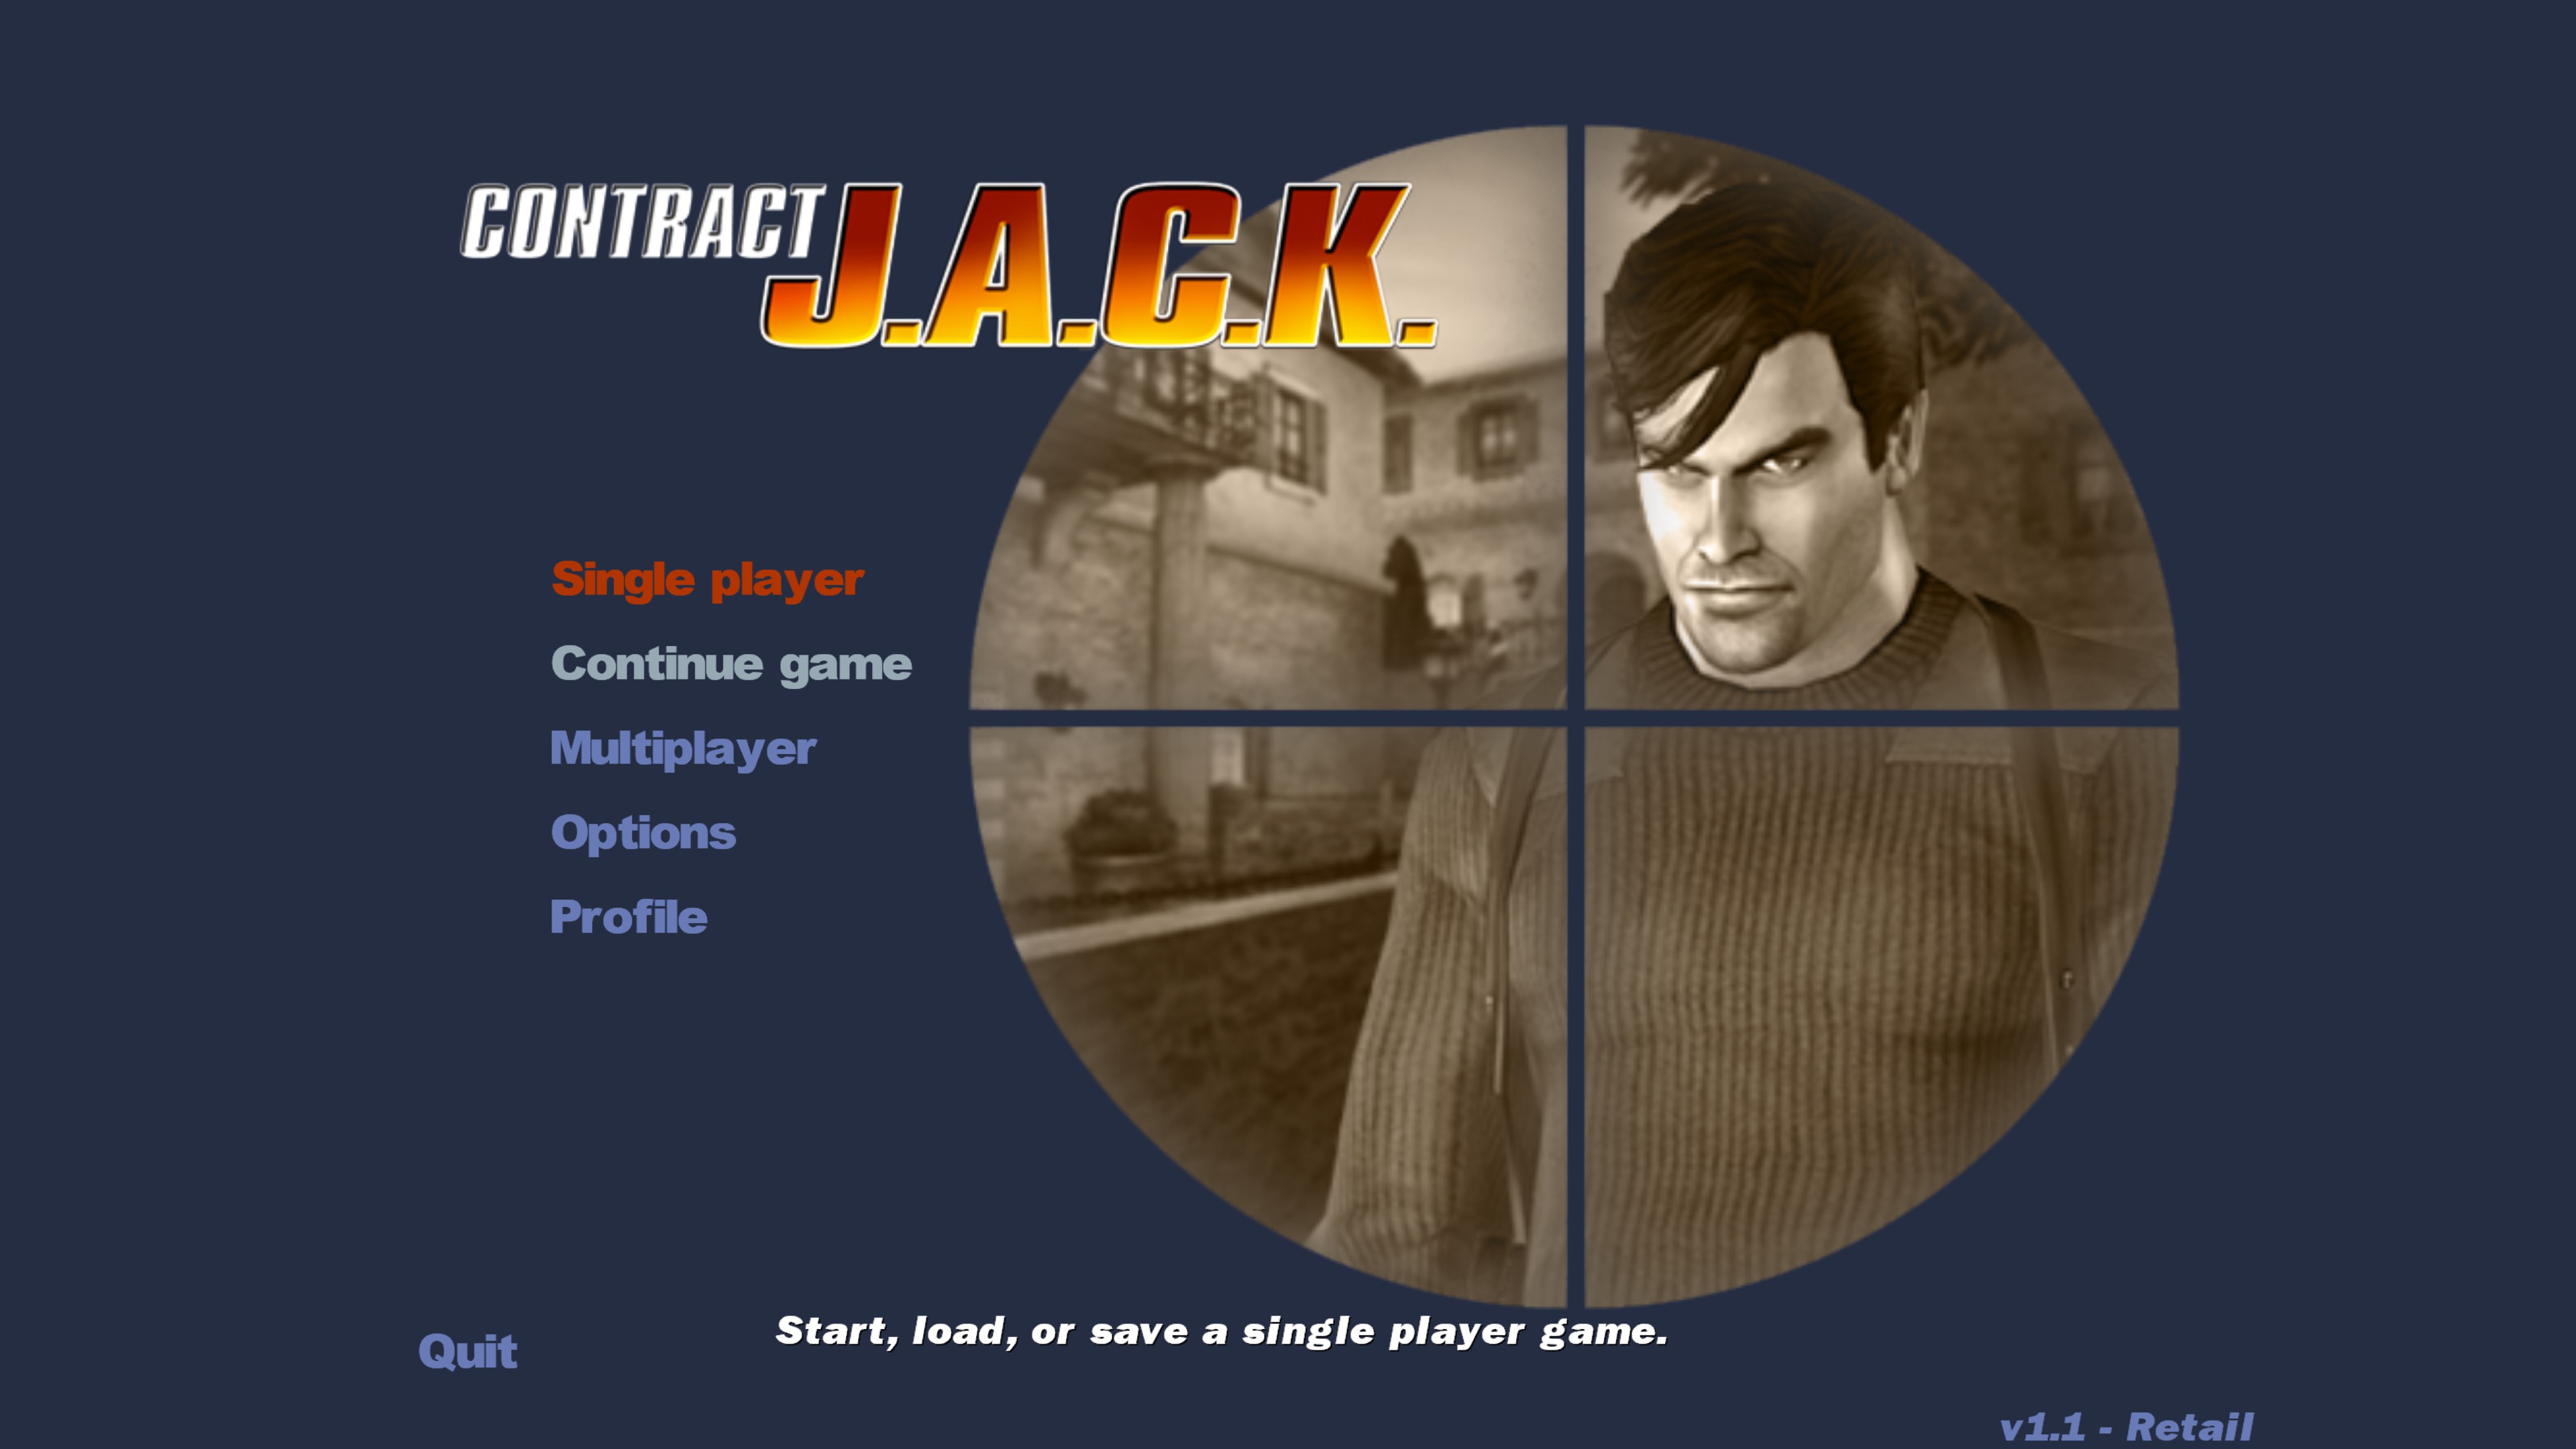 CONTRACT
J.A.C.K.
Single player
Continue game
Multiplayer
Options
Profile
Start, load, or save a single player game.
Quit
v1.1 - Retail